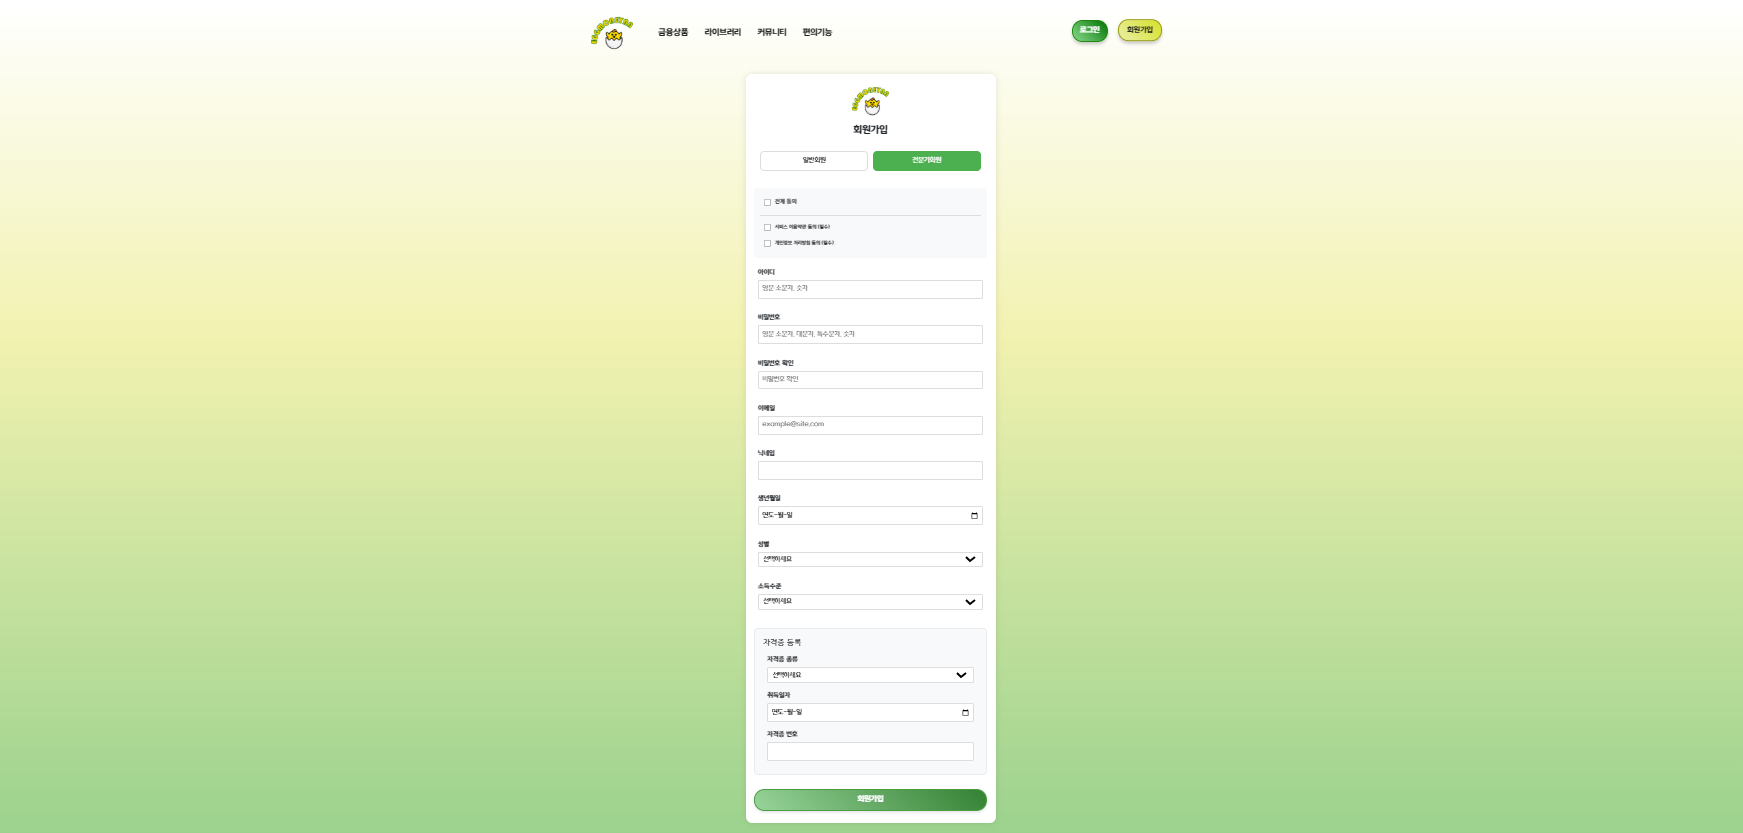 금융상품 라이브러리 커뮤니티 편의기능 로그인 회원가입
회원가입
일반회원 전문가회원
전체 동의
서비스 이용약관 동의 (필수)
개인정보 처리방침 동의 (필수)
아이디
영문 소문자, 숫자
비밀번호
영문 소문자, 대문자, 특수문자, 숫자
비밀번호 확인
비밀번호 확인
이메일
example@site.com
닉네임
생년월일
연도-월-일
성별
선택하세요
소득수준
선택하세요
자격증 등록
자격증 종류
선택하세요
취득일자
연도-월-일
자격증 번호
회원가입